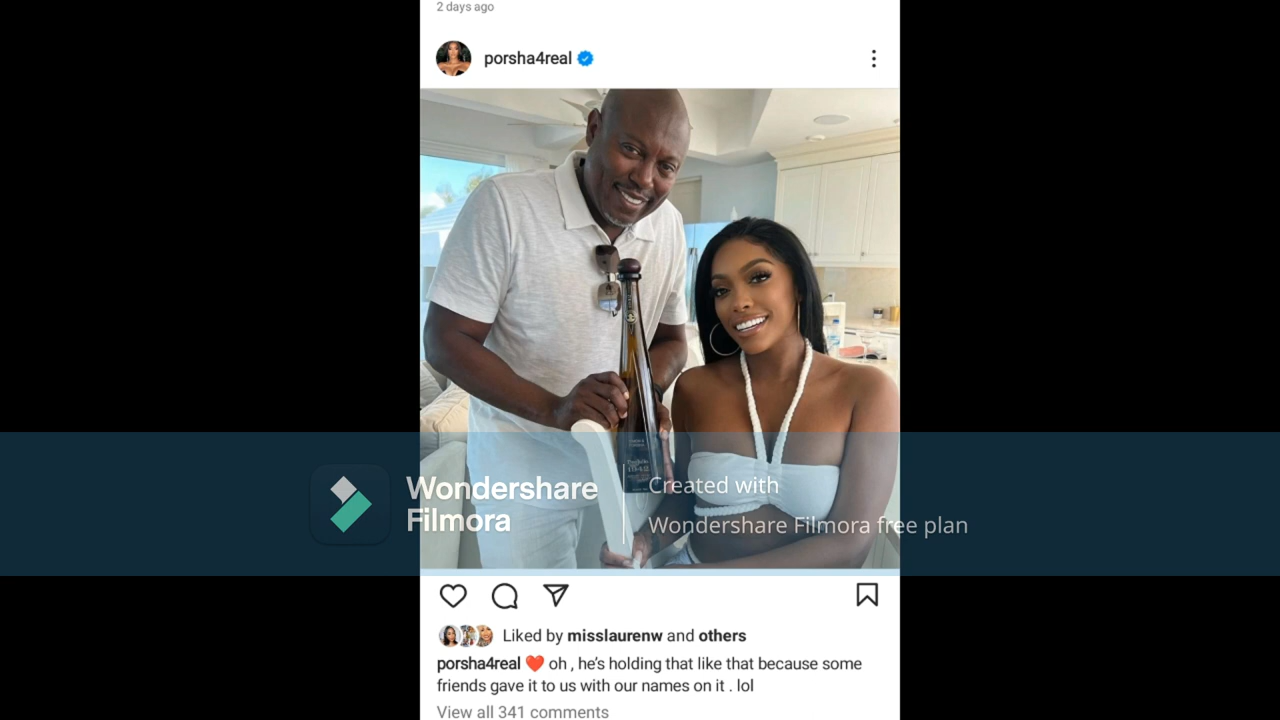 2 days ago
porsha4real
Wondershare
Filmora
Created with
Wondershare Filmora free plan
Liked by misslaurenw and others
porsha4real ❤️ oh , he’s holding that like that because some
friends gave it to us with our names on it . lol
View all 341 comments